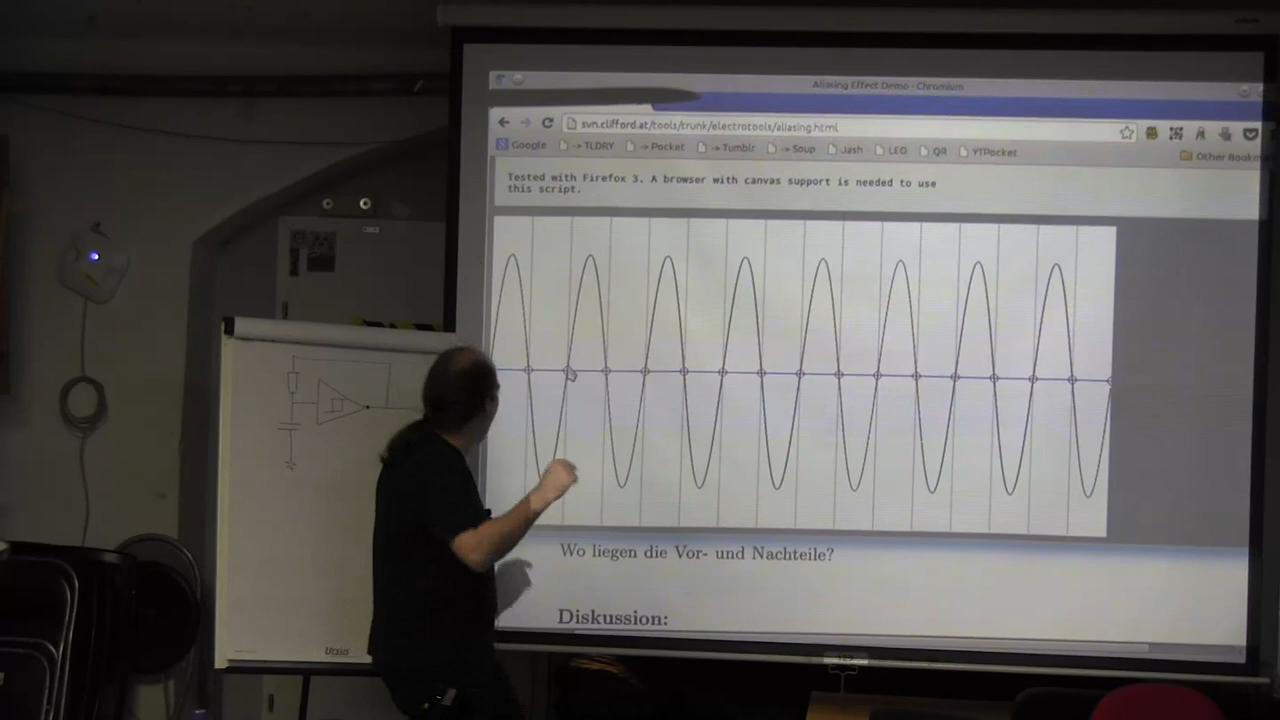 Aliasing Effect Demo - Chromium
svn.clifford.at/tools/trunk/electrotools/aliasing.html
Google -> TLDRY -> Pocket -> Tumblr -> Soup Jash LEO QR YTPocket Other Bookm
Tested with Firefox 3. A browser with canvas support is needed to use
this script.
Wo liegen die Vor- und Nachteile?
Diskussion:
Ursus